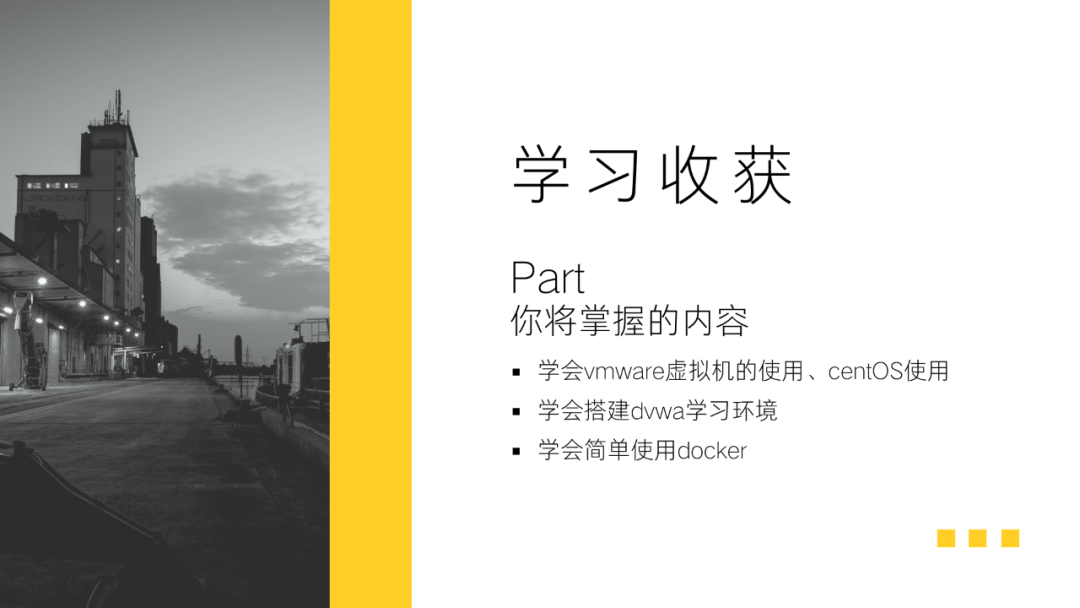 学习收获
Part
你将掌握的内容
学会vmware虚拟机的使用、centOS使用
学会搭建dvwa学习环境
学会简单使用docker